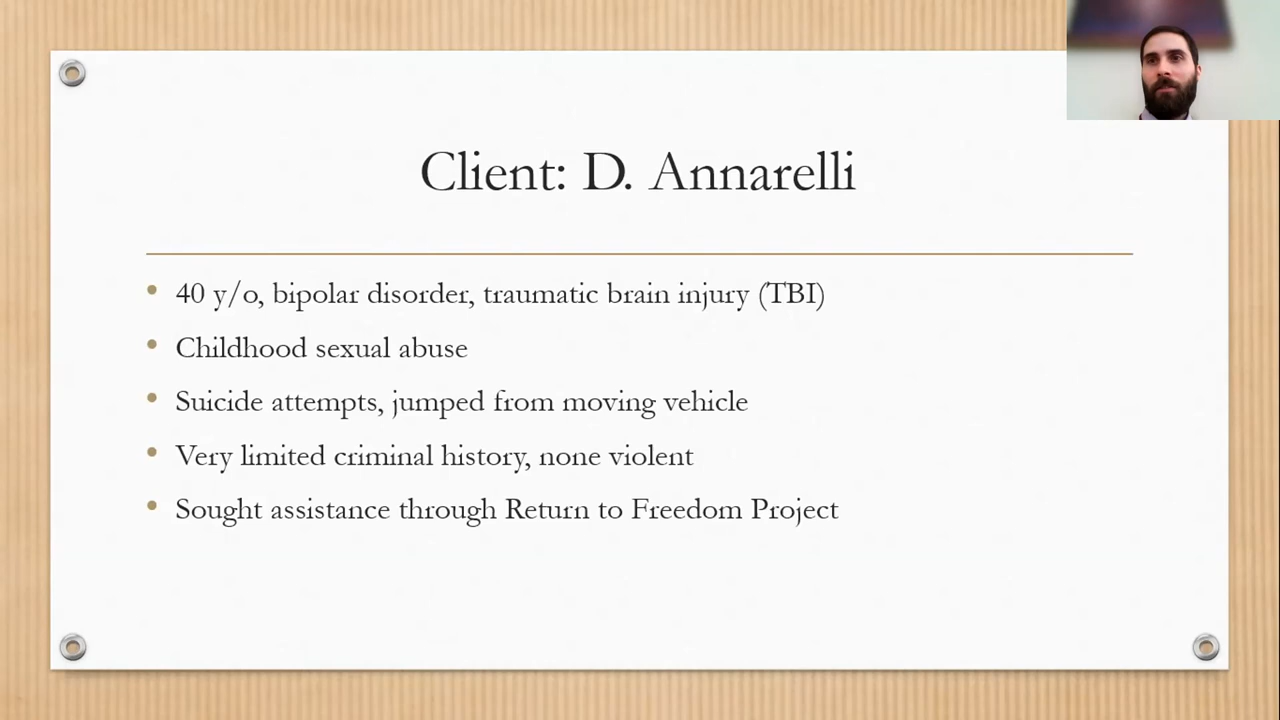 Client: D. Annarelli
40 y/o, bipolar disorder, traumatic brain injury (TBI)
Childhood sexual abuse
Suicide attempts, jumped from moving vehicle
Very limited criminal history, none violent
Sought assistance through Return to Freedom Project